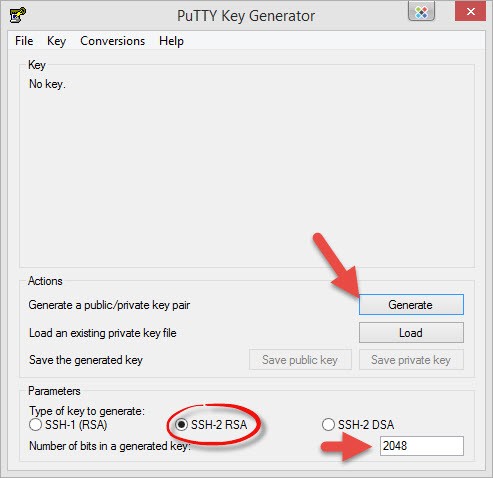 PuTTY Key Generator
File Key Conversions Help
Key
No key.
Actions
Generate a public/private key pair Generate
Load an existing private key file Load
Save the generated key Save public key Save private key
Parameters
Type of key to generate:
SSH-1 (RSA) SSH-2 RSA SSH-2 DSA
Number of bits in a generated key: 2048